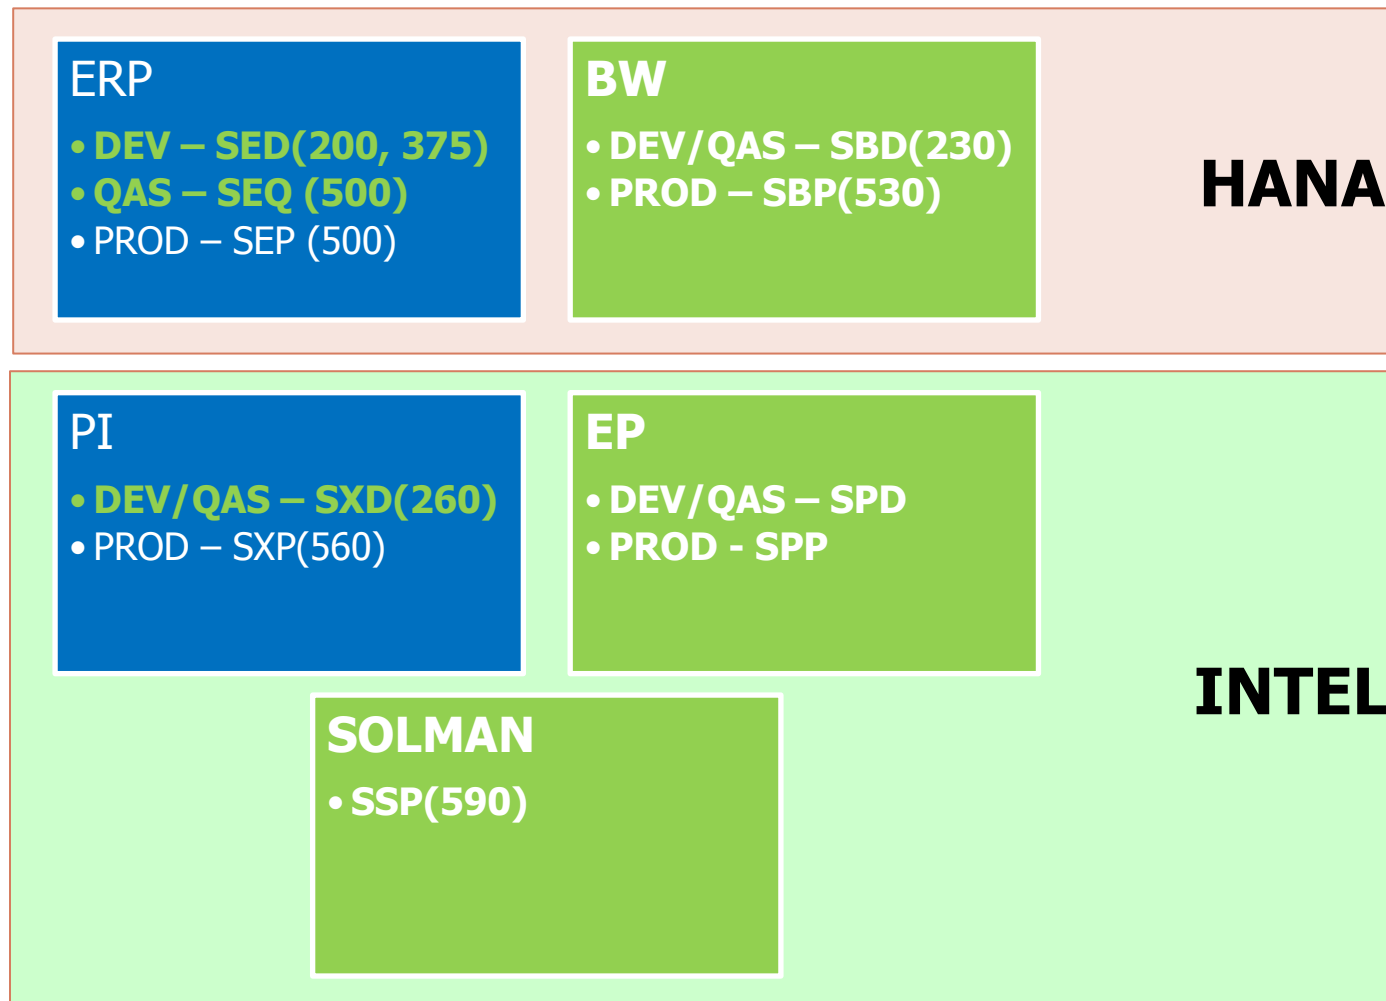 ERP
• DEV – SED(200, 375)
• QAS – SEQ (500)
• PROD – SEP (500)
BW
• DEV/QAS – SBD(230)
• PROD – SBP(530)
HANA
PI
• DEV/QAS – SXD(260)
• PROD – SXP(560)
EP
• DEV/QAS – SPD
• PROD - SPP
INTEL
SOLMAN
• SSP(590)